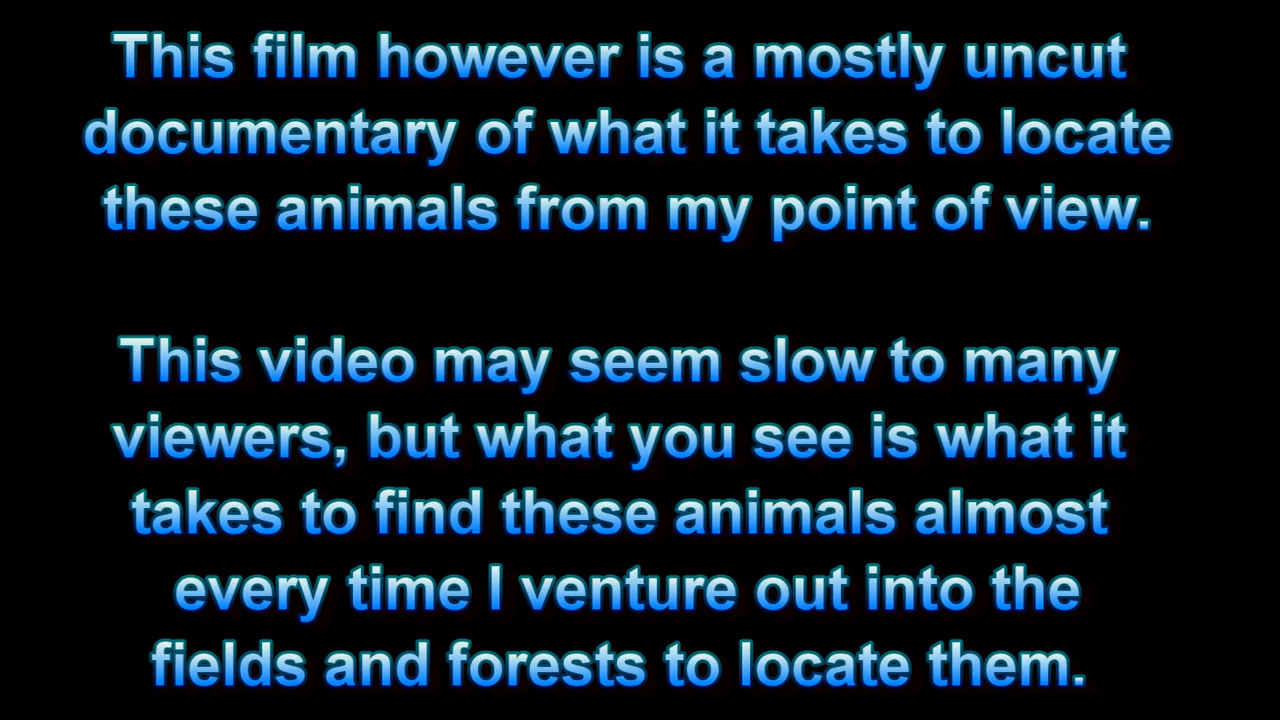 This film however is a mostly uncut
documentary of what it takes to locate
these animals from my point of view.
This video may seem slow to many
viewers, but what you see is what it
takes to find these animals almost
every time I venture out into the
fields and forests to locate them.